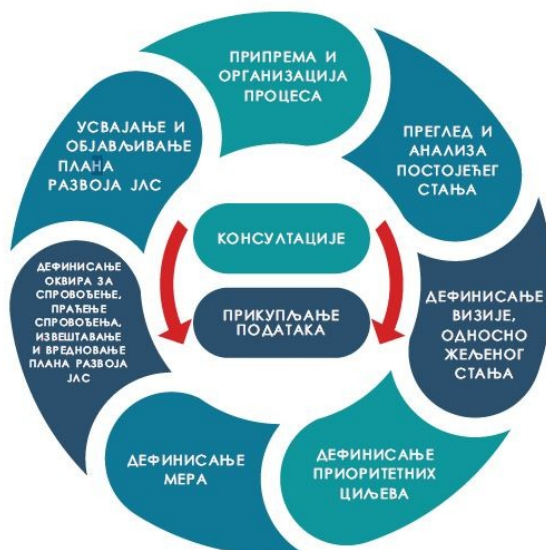 ПРИПРЕМА И
ОРГАНИЗАЦИЈА
ПРОЦЕСА
ПРЕГЛЕД И
АНАЛИЗА
ПОСТОЈЕЋЕГ
СТАЊА
ДЕФИНИСАЊЕ
ВИЗИЈЕ,
ОДНОСНО
ЖЕЉЕНОГ
СТАЊА
ДЕФИНИСАЊЕ
ПРИОРИТЕТНИХ
ЦИЉЕВА
ДЕФИНИСАЊЕ
МЕРА
ДЕФИНИСАЊЕ
ОКВИРА ЗА
СПРОВОЂЕЊЕ,
ПРАЋЕЊЕ
СПРОВОЂЕЊА,
ИЗВЕШТАВАЊЕ
И ВРЕДНОВАЊЕ
ПЛАНА РАЗВОЈА
ЈЛС
УСВАЈАЊЕ И
ОБЈАВЉИВАЊЕ
ПЛАНА
РАЗВОЈА ЈЛС
КОНСУЛТАЦИЈЕ
ПРИКУПЉАЊЕ
ПОДАТАКА